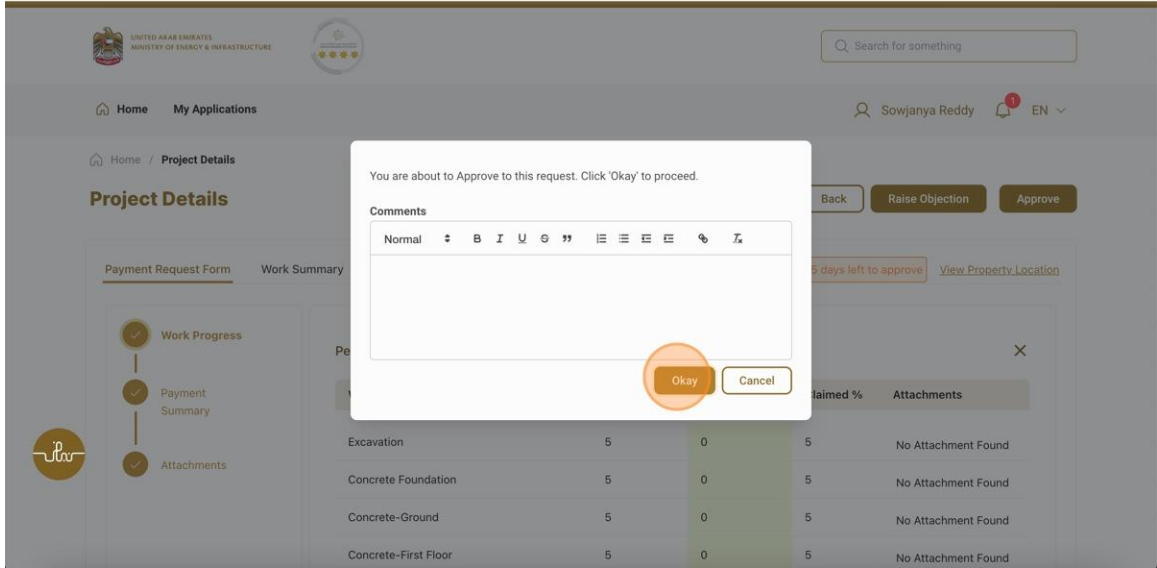 UNITED ARAB EMIRATES
MINISTRY OF ENERGY & INFRASTRUCTURE
Search for something
Home My Applications
Sowjanya Reddy 1 EN
Home / Project Details
Project Details
Back Raise Objection Approve
You are about to Approve to this request. Click 'Okay' to proceed.
Comments
Normal B I U S
Okay Cancel
Payment Request Form Work Summary
5 days left to approve View Property Location
Work Progress
Payment
Summary
Attachments
Pe
laimed % Attachments
Excavation 5 0 5 No Attachment Found
Concrete Foundation 5 0 5 No Attachment Found
Concrete-Ground 5 0 5 No Attachment Found
Concrete-First Floor 5 0 5 No Attachment Found